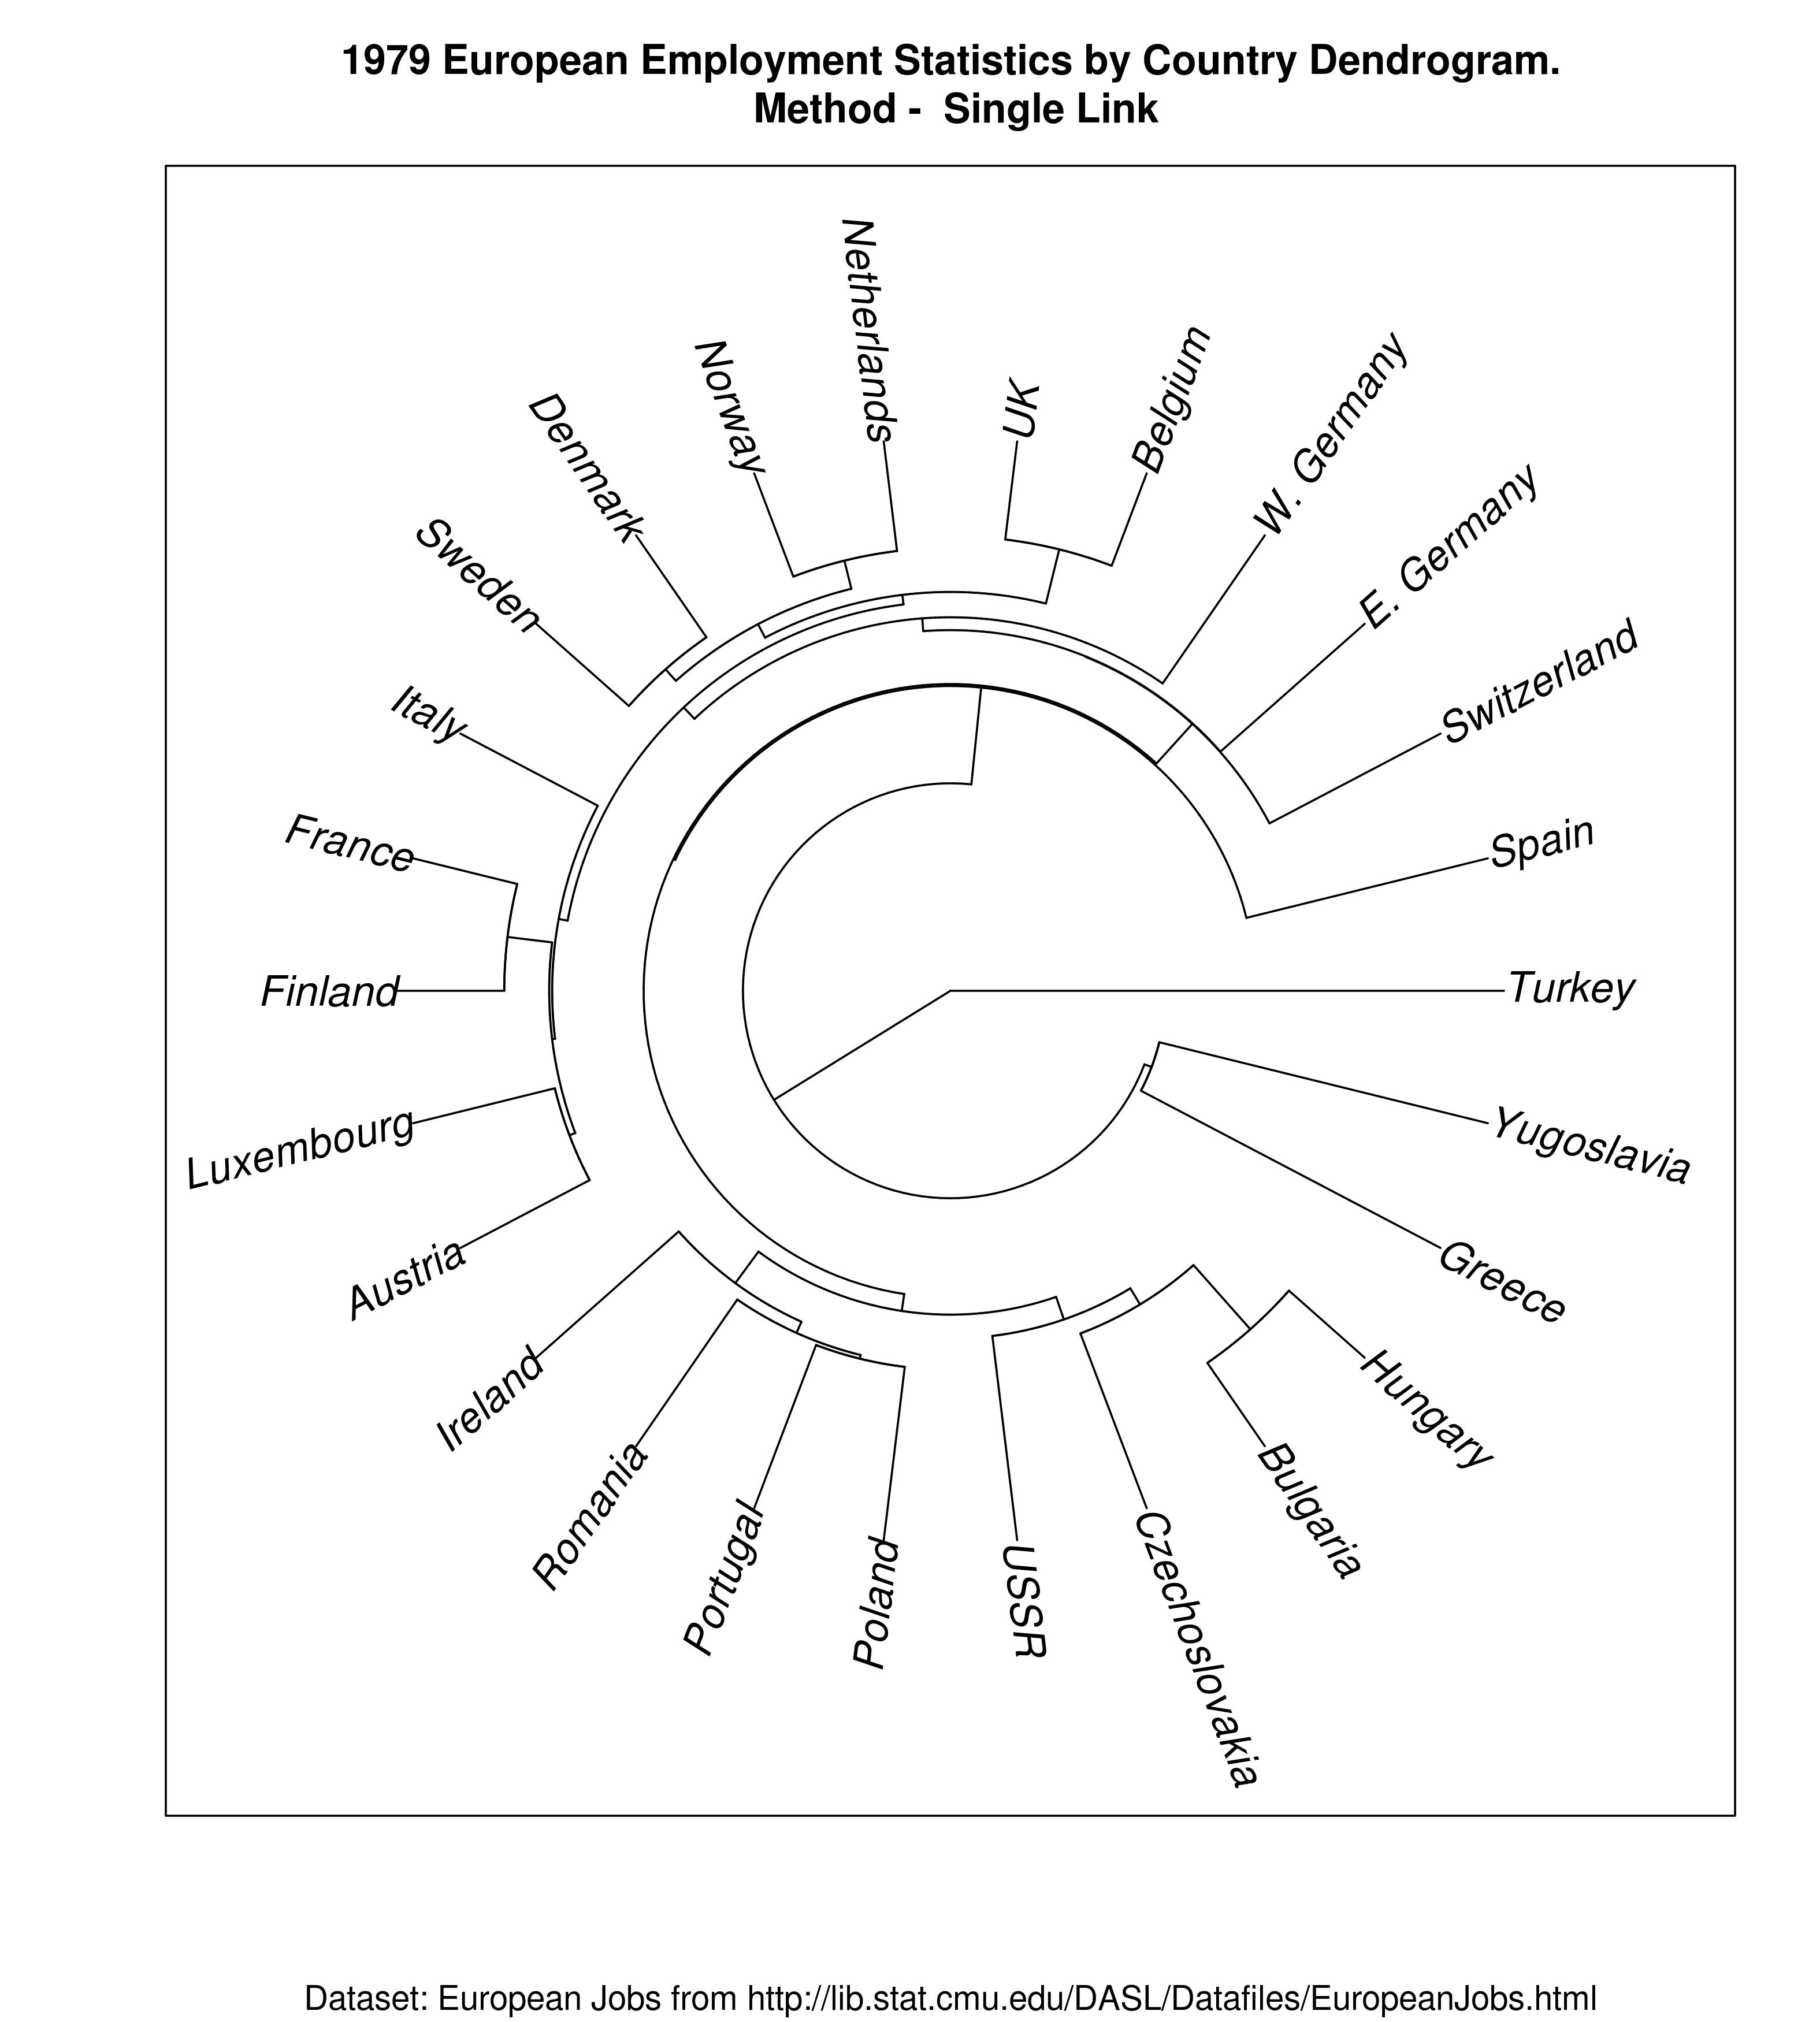 1979 European Employment Statistics by Country Dendrogram.
Method -  Single Link
Netherlands
UK
Belgium
Norway
W. Germany
Denmark
E. Germany
Sweden
Switzerland
Italy
Spain
France
Finland
Turkey
Luxembourg
Yugoslavia
Austria
Greece
Ireland
Hungary
Romania
Bulgaria
Portugal
Poland
USSR
Czechoslovakia
Dataset: European Jobs from http://lib.stat.cmu.edu/DASL/Datafiles/EuropeanJobs.html